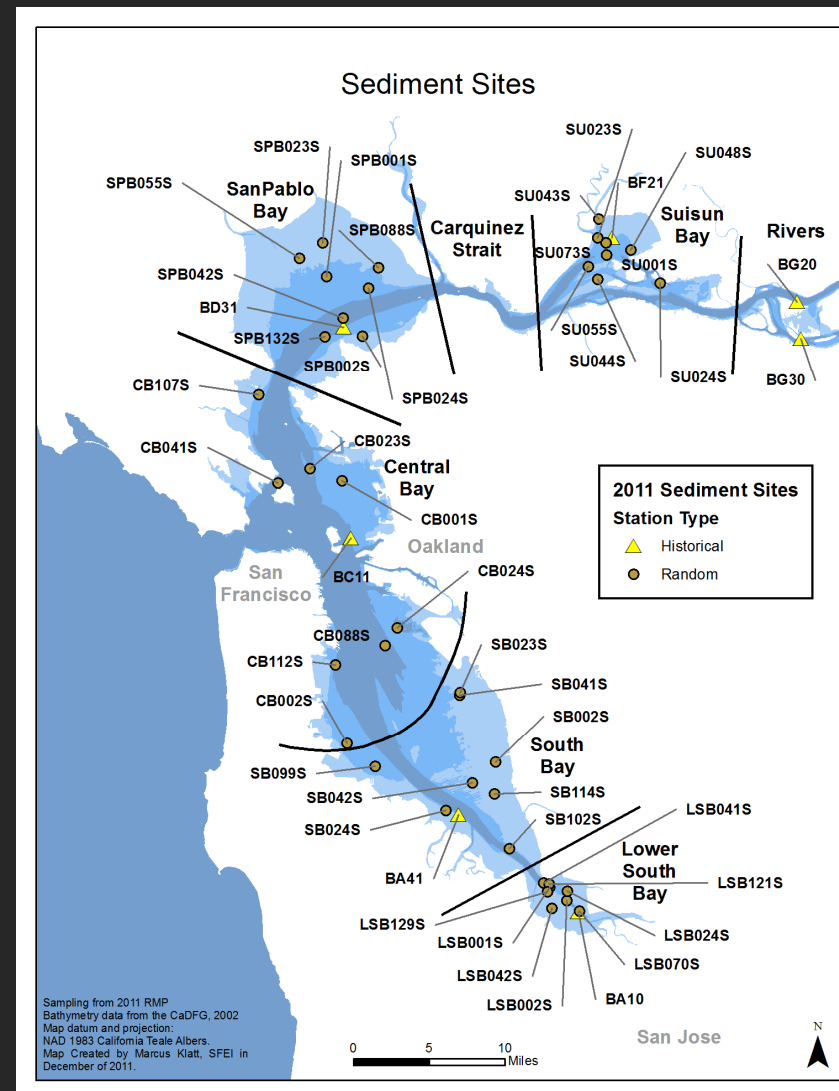 Sediment Sites
SU023S
SPB023S
SU048S
SPB001S
SPB055S
BF21
SanPablo
Bay
SU043S
Suisun
Bay
SPB088S
Carquinez
Strait
Rivers
SU073S
SU001S
BG20
SPB042S
BD31
SPB132S
SU055S
SPB002S
SU044S
SU024S
BG30
CB107S
SPB024S
CB023S
CB041S
Central
Bay
CB001S
2011 Sediment Sites
Station Type
Historical
Random
Oakland
San
Francisco
BC11
CB024S
CB088S
SB023S
CB112S
SB041S
CB002S
SB002S
South
Bay
SB099S
SB042S
SB114S
SB024S
SB102S
LSB041S
Lower
South
Bay
BA41
LSB121S
LSB129S
LSB001S
LSB024S
LSB042S
LSB070S
LSB002S
BA10
San Jose
Sampling from 2011 RMP
Bathymetry data from the CaDFG, 2002
Map datum and projection:
NAD 1983 California Teale Albers.
Map Created by Marcus Klatt, SFEI in
December of 2011.
0 5 10
Miles
N